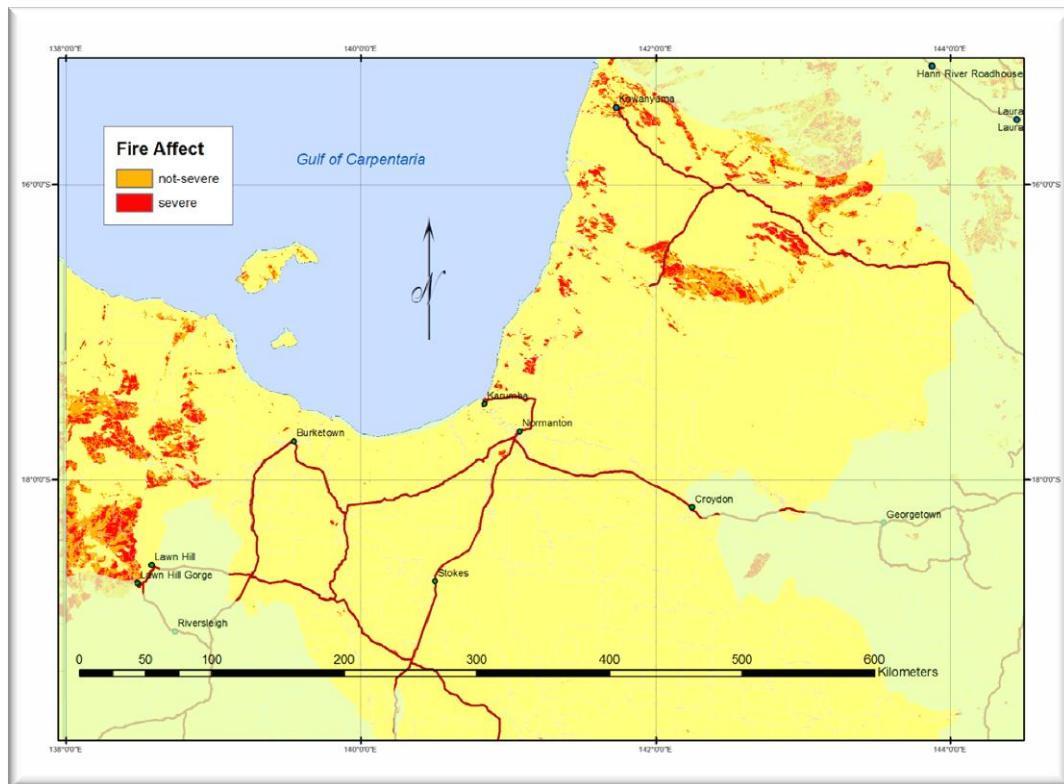 138°0'0"E 140°0'0"E 142°0'0"E 144°0'0"E
Hann River Roadhouse
Kowanyama
Laura
Laura
Fire Affect
not-severe
severe
Gulf of Carpentaria
16°0'0"S 16°0'0"S
N
Karumba
Normanton
Burketown
18°0'0"S 18°0'0"S
Croydon
Georgetown
Lawn Hill
Lawn Hill Gorge
Stokes
Riversleigh
0 50 100 200 300 400 500 600
Kilometers
138°0'0"E 140°0'0"E 142°0'0"E 144°0'0"E